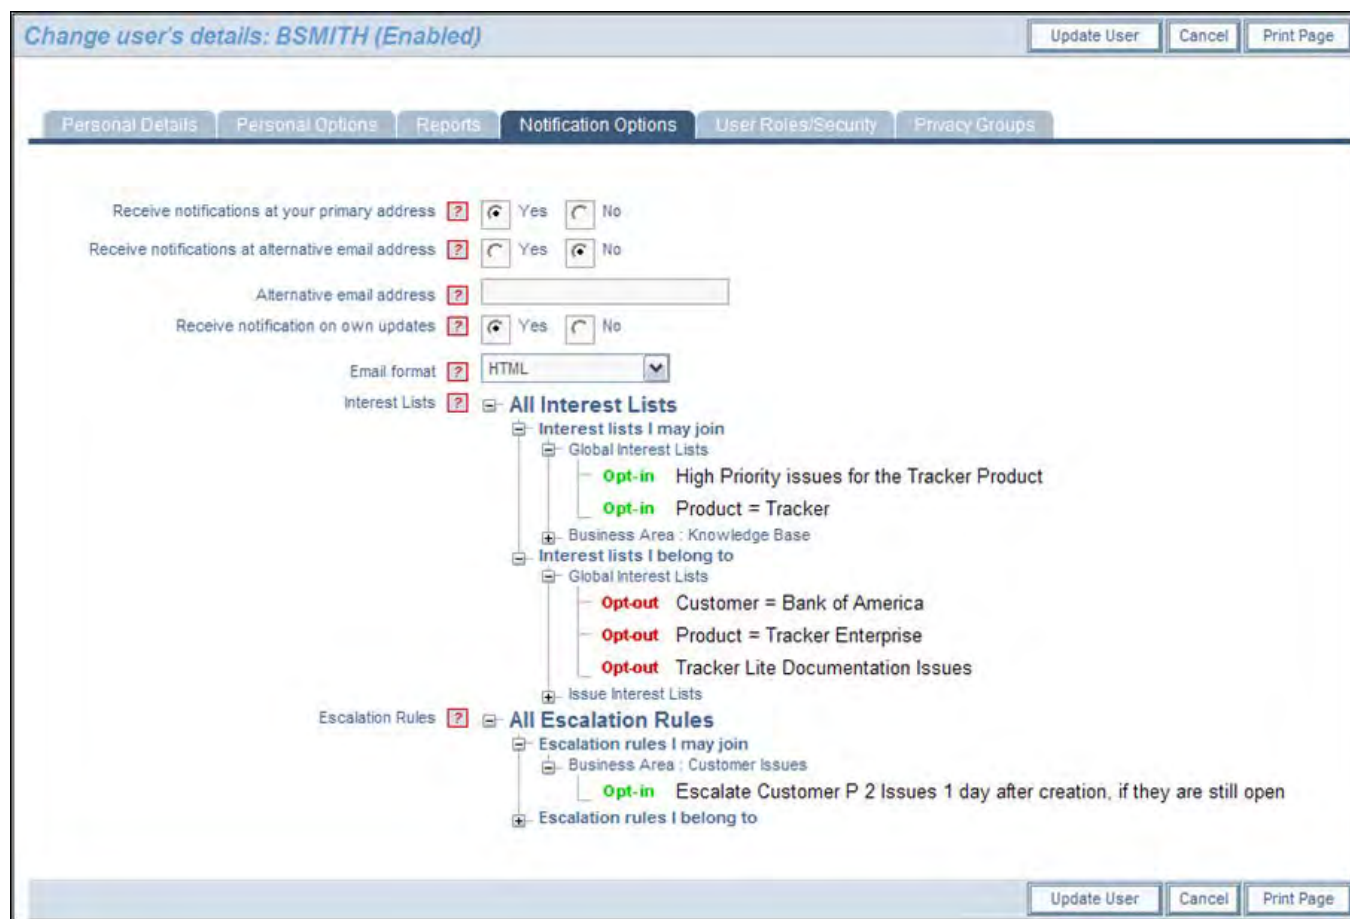 Change user's details: BSMITH (Enabled) Update User Cancel Print Page
Personal Details Personal Options Reports Notification Options User Roles/Security Privacy Groups
Receive notifications at your primary address ? Yes No
Receive notifications at alternative email address ? Yes No
Alternative email address ?
Receive notification on own updates ? Yes No
Email format ? HTML
Interest Lists ? All Interest Lists
Interest lists I may join
Global Interest Lists
Opt-in High Priority issues for the Tracker Product
Opt-in Product = Tracker
Business Area : Knowledge Base
Interest lists I belong to
Global Interest Lists
Opt-out Customer = Bank of America
Opt-out Product = Tracker Enterprise
Opt-out Tracker Lite Documentation Issues
Issue Interest Lists
Escalation Rules ? All Escalation Rules
Escalation rules I may join
Business Area : Customer Issues
Opt-in Escalate Customer P 2 Issues 1 day after creation, if they are still open
Escalation rules I belong to
Update User Cancel Print Page